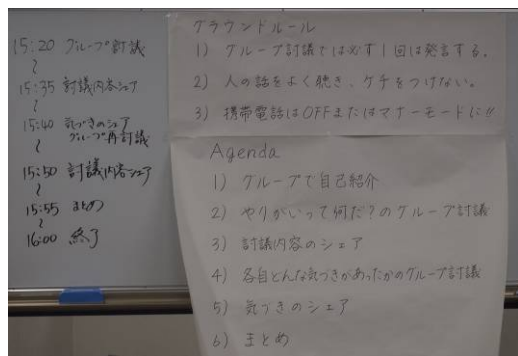 15:20 グループ討議
〜
15:35 討議内容シェア
〜
15:40 気づきのシェア
グループ再討議
〜
15:50 討議内容シェア
〜
15:55 まとめ
〜
16:00 終了
グラウンドルール
1) グループ討議では必ず1回は発言する。
2) 人の話をよく聴き、ケチをつけない。
3) 携帯電話はOFFまたはマナーモードに!!
Agenda
1) グループで自己紹介
2) やりがいって何だ?のグループ討議
3) 討議内容のシェア
4) 各自どんな気づきがあったかのグループ討議
5) 気づきのシェア
6) まとめ